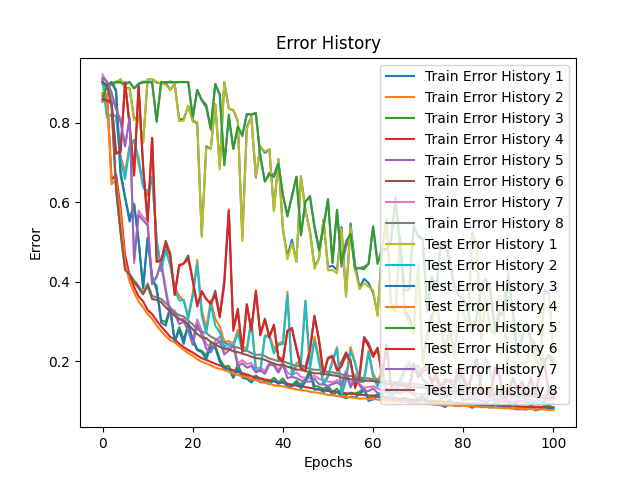 Error History
Error
0.8
0.6
0.4
0.2
0
20
40
60
80
100
Epochs
Train Error History 1
Train Error History 2
Train Error History 3
Train Error History 4
Train Error History 5
Train Error History 6
Train Error History 7
Train Error History 8
Test Error History 1
Test Error History 2
Test Error History 3
Test Error History 4
Test Error History 5
Test Error History 6
Test Error History 7
Test Error History 8